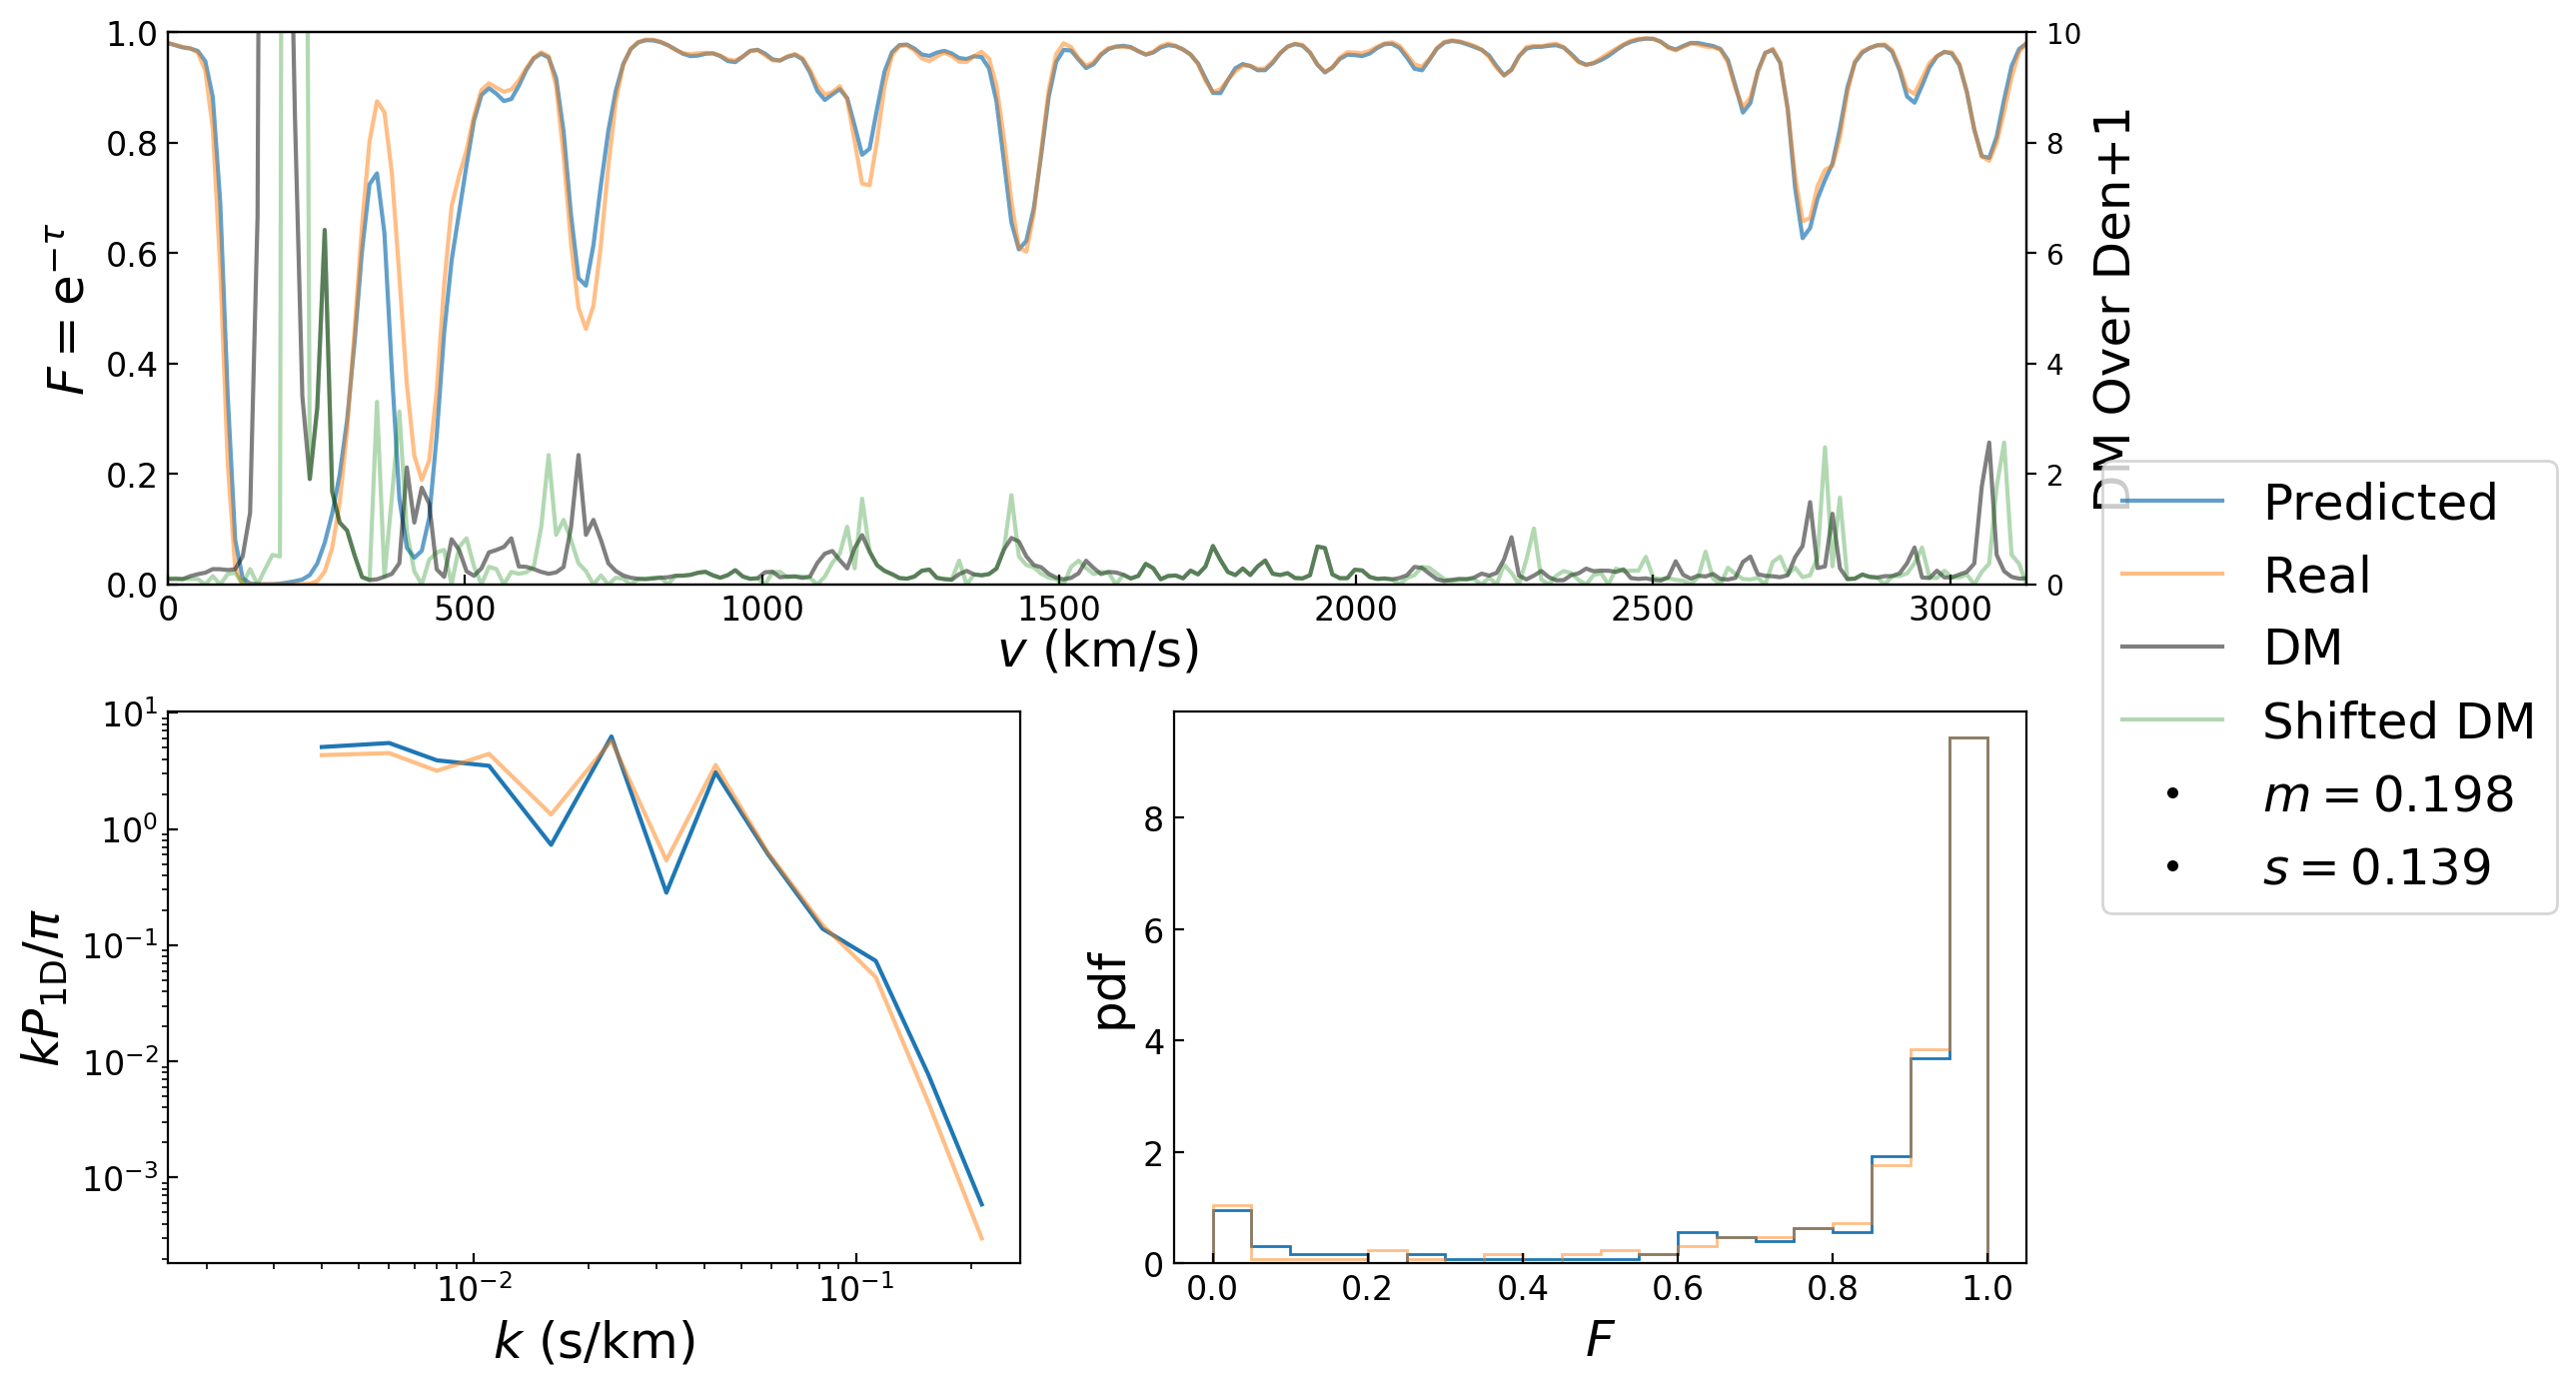 1.0
0.8
0.6
0.4
0.2
0.0
F = e^{−τ}
10
8
6
4
2
0
DM Over Den+1
0 500 1000 1500 2000 2500 3000
v (km/s)
Predicted
Real
DM
Shifted DM
m = 0.198
s = 0.139
10^1
10^0
10^{−1}
10^{−2}
10^{−3}
kP_{1D}/π
10^{−2} 10^{−1}
k (s/km)
8
6
4
2
0
pdf
0.0 0.2 0.4 0.6 0.8 1.0
F